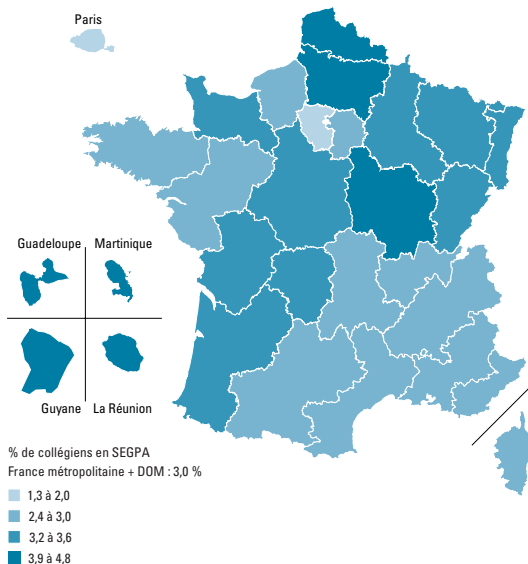 Paris
Guadeloupe
Martinique
Guyane
La Réunion
% de collégiens en SEGPA
France métropolitaine + DOM : 3,0 %
1,3 à 2,0
2,4 à 3,0
3,2 à 3,6
3,9 à 4,8